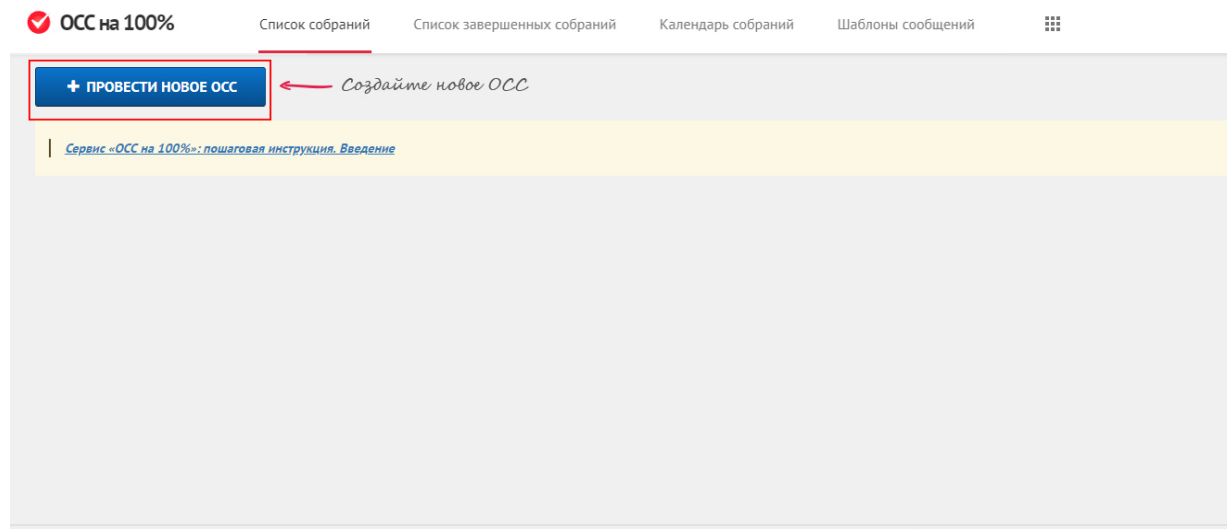 ОСС на 100%
Список собраний
Список завершенных собраний
Календарь собраний
Шаблоны сообщений
+ ПРОВЕСТИ НОВОЕ ОСС
Создайте новое ОСС
Сервис «ОСС на 100%»: пошаговая инструкция. Введение